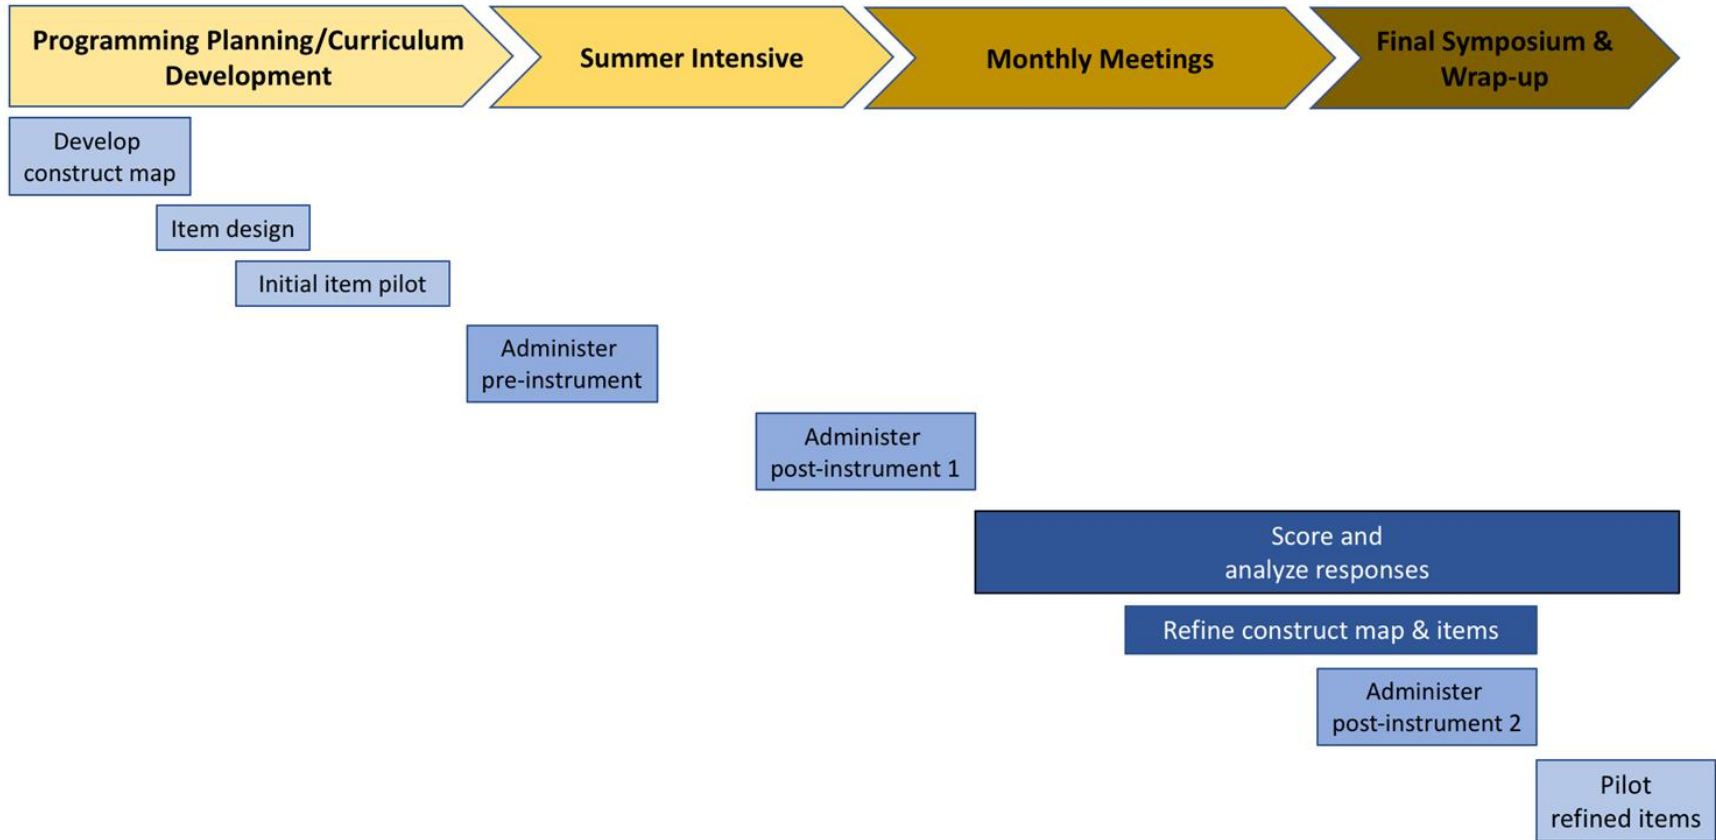 Programming Planning/Curriculum
Development
Summer Intensive
Monthly Meetings
Final Symposium &
Wrap-up
Develop
construct map
Item design
Initial item pilot
Administer
pre-instrument
Administer
post-instrument 1
Score and
analyze responses
Refine construct map & items
Administer
post-instrument 2
Pilot
refined items